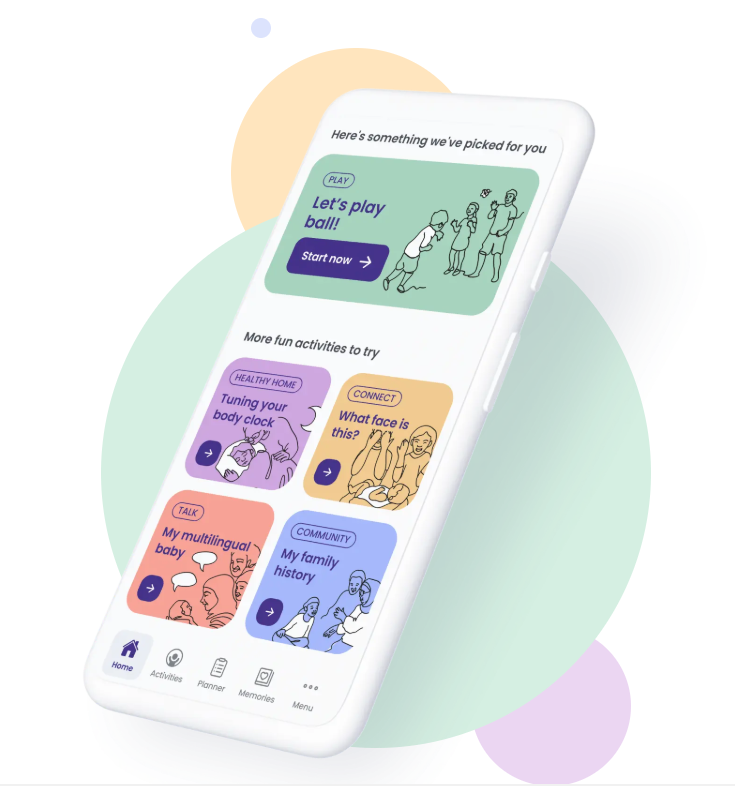 Here's something we've picked for you
PLAY
Let's play
ball!
Start now
More fun activities to try
HEALTHY HOME
Tuning your
body clock
CONNECT
What face is
this?
TALK
My multilingual
baby
COMMUNITY
My family
history
Home
Activities
Planner
Memories
Menu